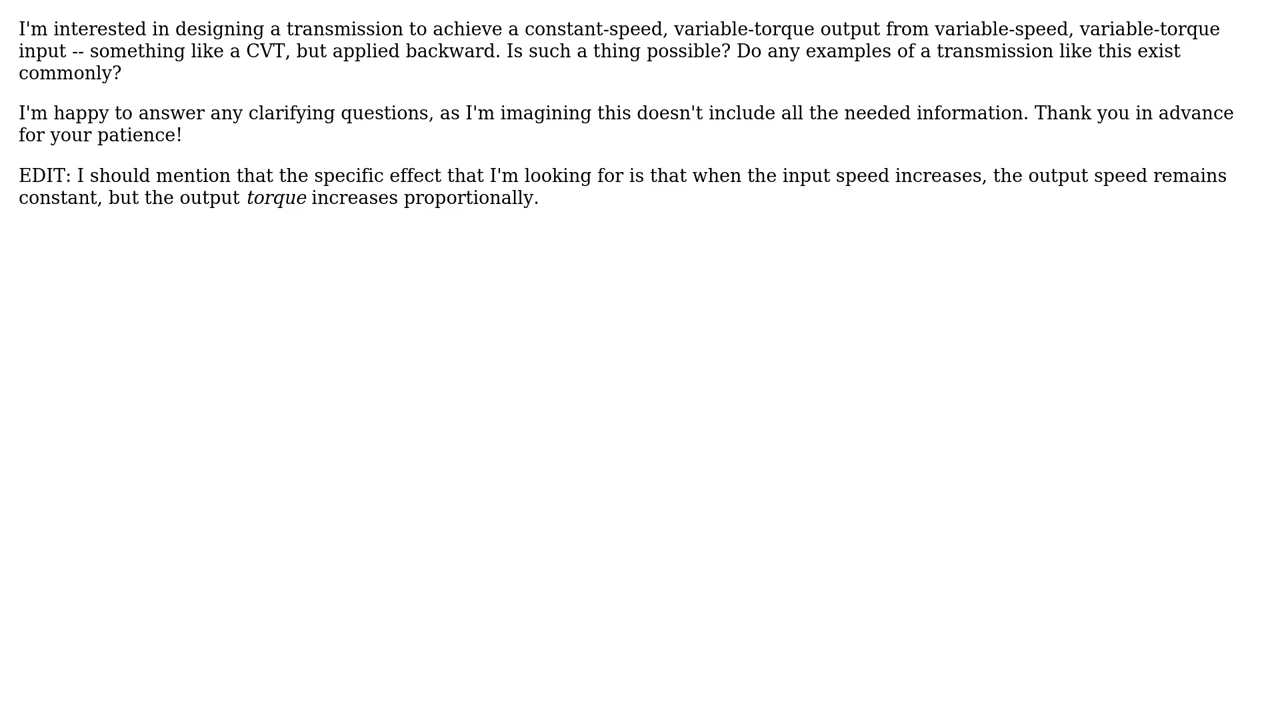 I'm interested in designing a transmission to achieve a constant-speed, variable-torque output from variable-speed, variable-torque
input -- something like a CVT, but applied backward. Is such a thing possible? Do any examples of a transmission like this exist
commonly?
I'm happy to answer any clarifying questions, as I'm imagining this doesn't include all the needed information. Thank you in advance
for your patience!
EDIT: I should mention that the specific effect that I'm looking for is that when the input speed increases, the output speed remains
constant, but the output torque increases proportionally.